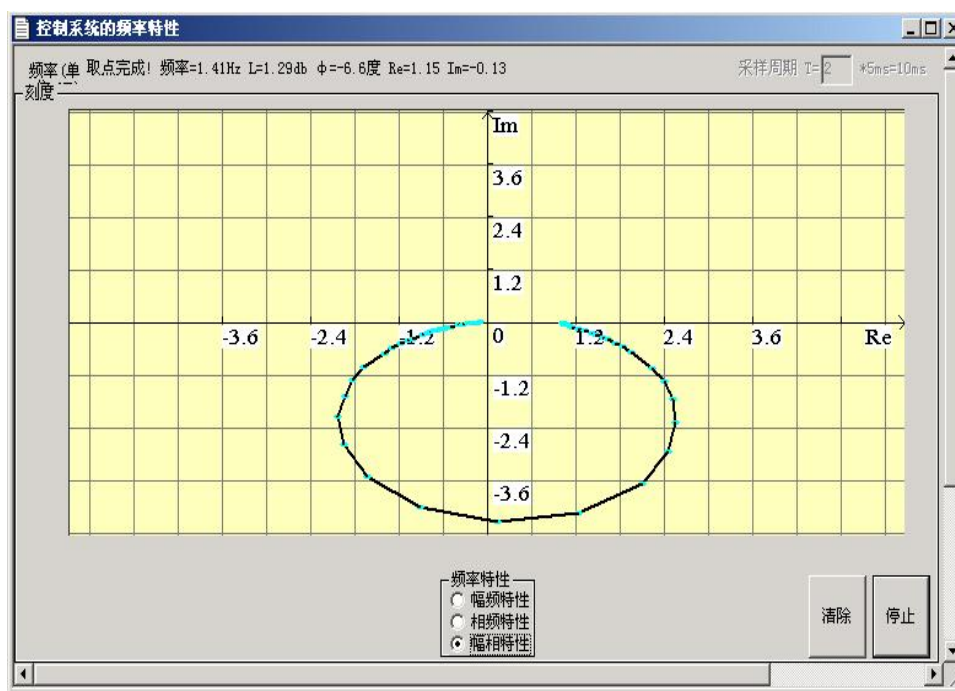 控制系统的频率特性
频率(单 取点完成! 频率=1.41Hz L=1.29db φ=-6.6度 Re=1.15 Im=-0.13
采样周期 T= 2 *5ms=10ms
刻度
Im
3.6
2.4
1.2
-3.6 -2.4 -1.2 0 1.2 2.4 3.6 Re
-1.2
-2.4
-3.6
频率特性
幅频特性
相频特性
幅相特性
清除
停止